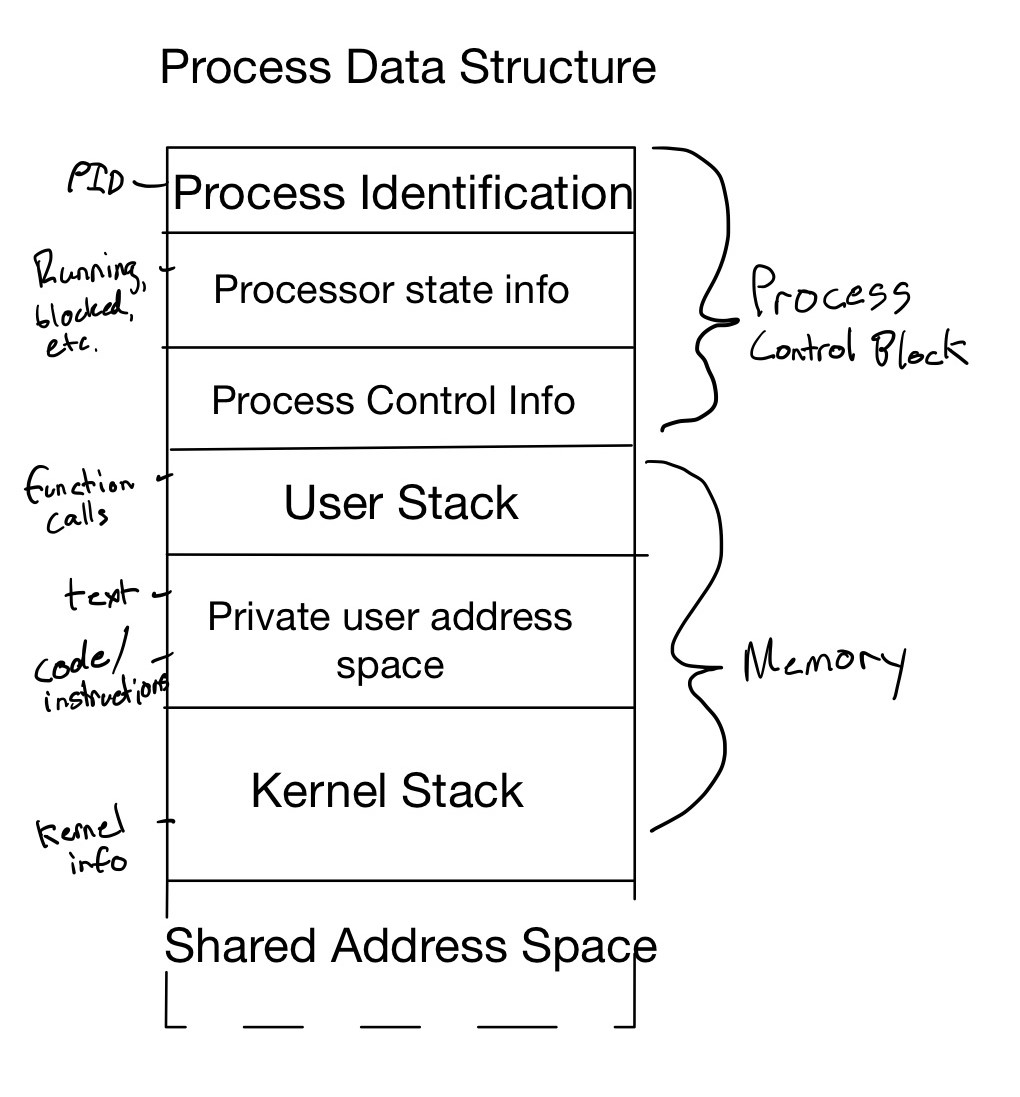 Process Data Structure
PID
Process Identification
Running,
blocked,
etc.
Processor state info
Process Control Info
Process
Control Block
function
calls
User Stack
text
code/
instructions
Private user address
space
Memory
Kernel Stack
Kernel
info
Shared Address Space